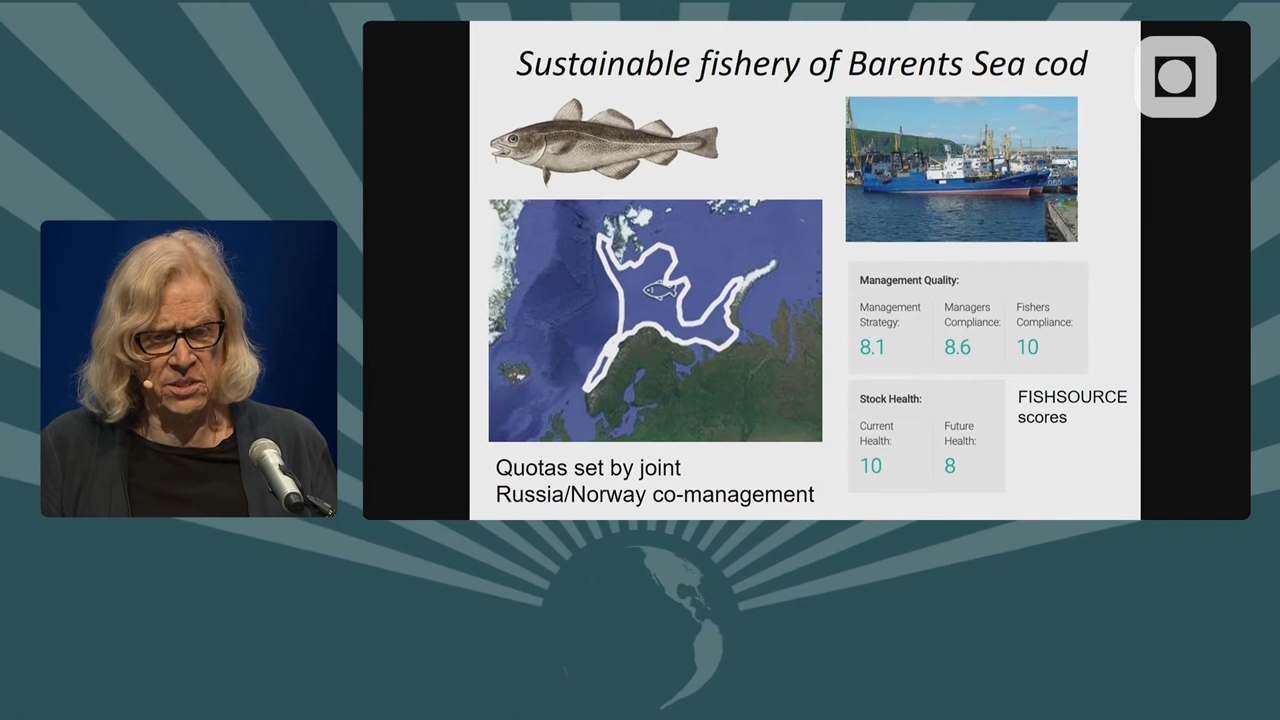 Sustainable fishery of Barents Sea cod
Quotas set by joint
Russia/Norway co-management
Management Quality:
Management
Strategy:
8.1
Managers
Compliance:
8.6
Fishers
Compliance:
10
Stock Health:
Current
Health:
10
Future
Health:
8
FISHSOURCE
scores